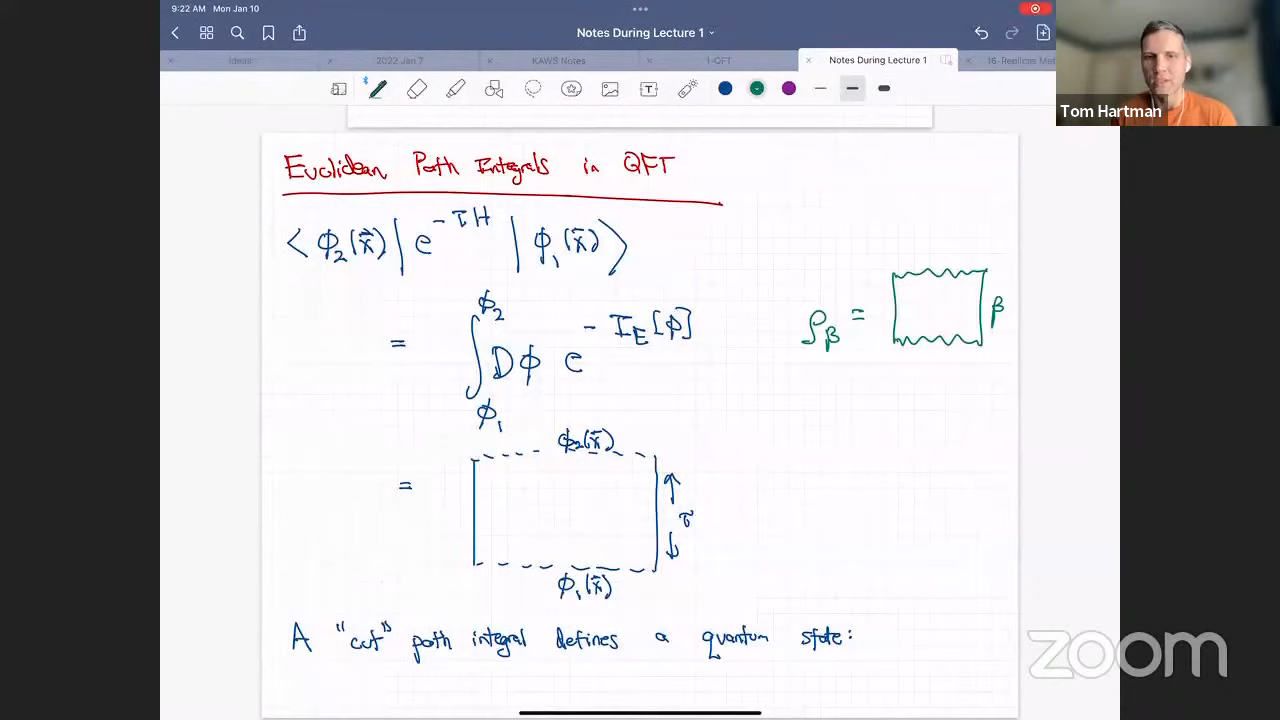 9:22 AM Mon Jan 10
Notes During Lecture 1
Ideas
2022 Jan 7
KAWS Notes
1-QFT
Notes During Lecture 1
16-Replicas Met
Tom Hartman
Euclidean Path Integrals in QFT
⟨ϕ₂(x⃗)| e^{-τH} |ϕ₁(x⃗)⟩
= ∫_{ϕ₁}^{ϕ₂} Dϕ e^{-I_E[ϕ]}
ρ_β = β
ϕ₂(x⃗)
= ↑ τ ↓
ϕ₁(x⃗)
A "cut" path integral defines a quantum state:
zoom